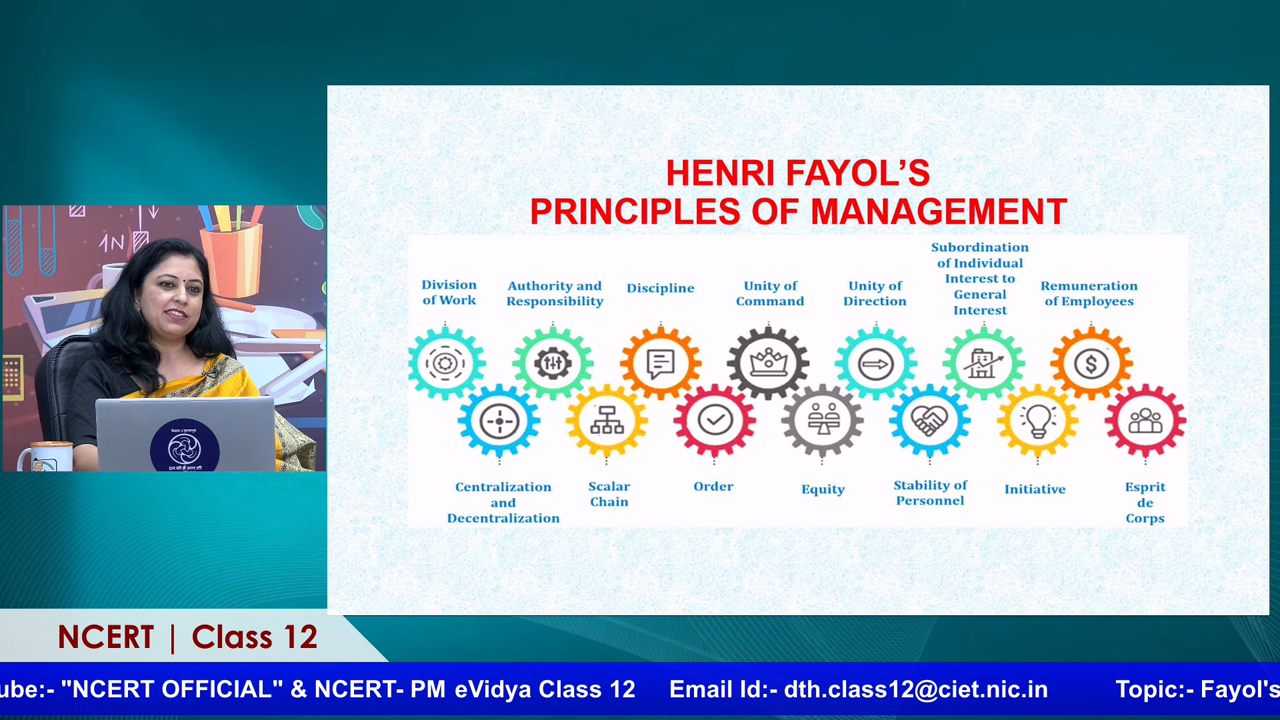 HENRI FAYOL’S
PRINCIPLES OF MANAGEMENT
Division
of Work
Authority and
Responsibility
Discipline
Unity of
Command
Unity of
Direction
Subordination
of Individual
Interest to
General
Interest
Remuneration
of Employees
Centralization
and
Decentralization
Scalar
Chain
Order
Equity
Stability of
Personnel
Initiative
Esprit
de
Corps
1N
NCERT | Class 12
ube:- "NCERT OFFICIAL" & NCERT- PM eVidya Class 12 Email Id:- dth.class12@ciet.nic.in Topic:- Fayol's